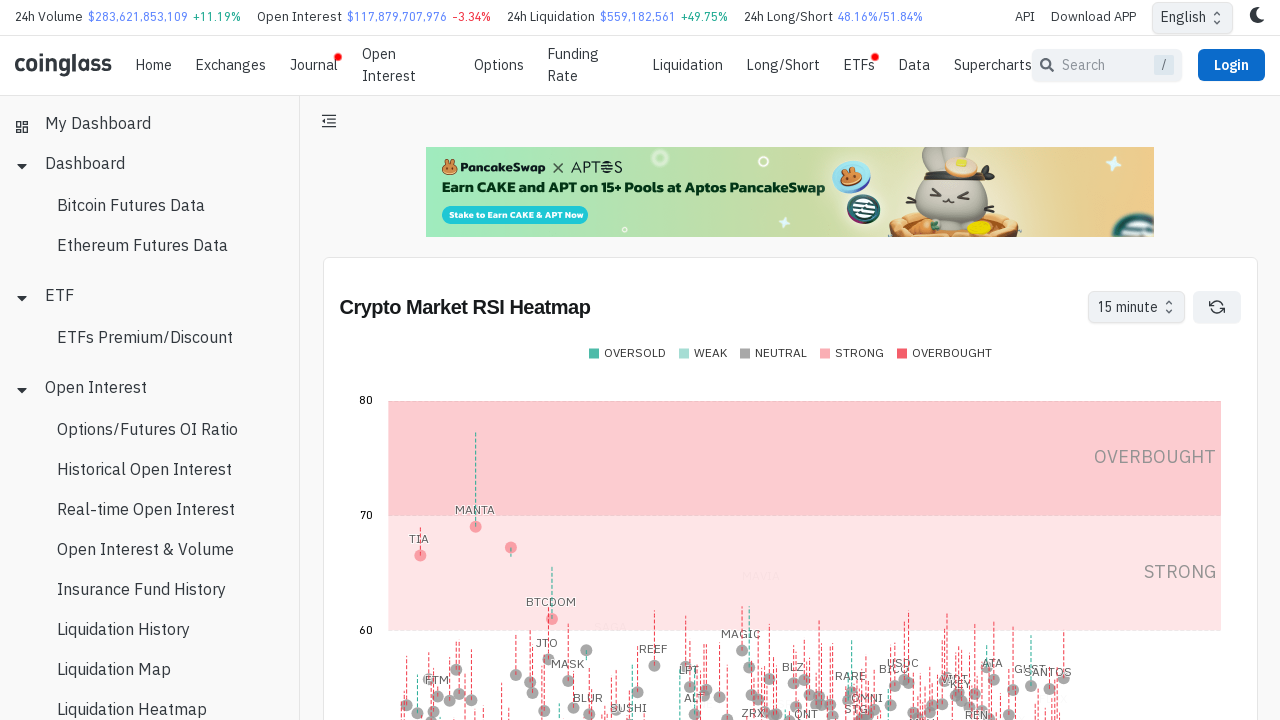 24h Volume $283,621,853,109 +11.19% Open Interest $117,879,707,976 -3.34% 24h Liquidation $559,182,561 +49.75% 24h Long/Short 48.16%/51.84% API Download APP English
coinglass Home Exchanges Journal Open Interest Options Funding Rate Liquidation Long/Short ETFs Data Supercharts Search / Login
My Dashboard
Dashboard
Bitcoin Futures Data
Ethereum Futures Data
ETF
ETFs Premium/Discount
Open Interest
Options/Futures OI Ratio
Historical Open Interest
Real-time Open Interest
Open Interest & Volume
Insurance Fund History
Liquidation History
Liquidation Map
Liquidation Heatmap
PancakeSwap × APTOS
Earn CAKE and APT on 15+ Pools at Aptos PancakeSwap
Stake to Earn CAKE & APT Now
Crypto Market RSI Heatmap 15 minute
OVERSOLD WEAK NEUTRAL STRONG OVERBOUGHT
80
OVERBOUGHT
70
MANTA
TIA
STRONG
BTCDOM
60
MAGIC
JTO
REEF
MASK
USDC
ATA
BLZ
BICO
LPT
GHST
SANTOS
RARE
FTM
KEY
BLUR
ALT
OMNI
SUSHI
STG
ZRX
ONT
REN